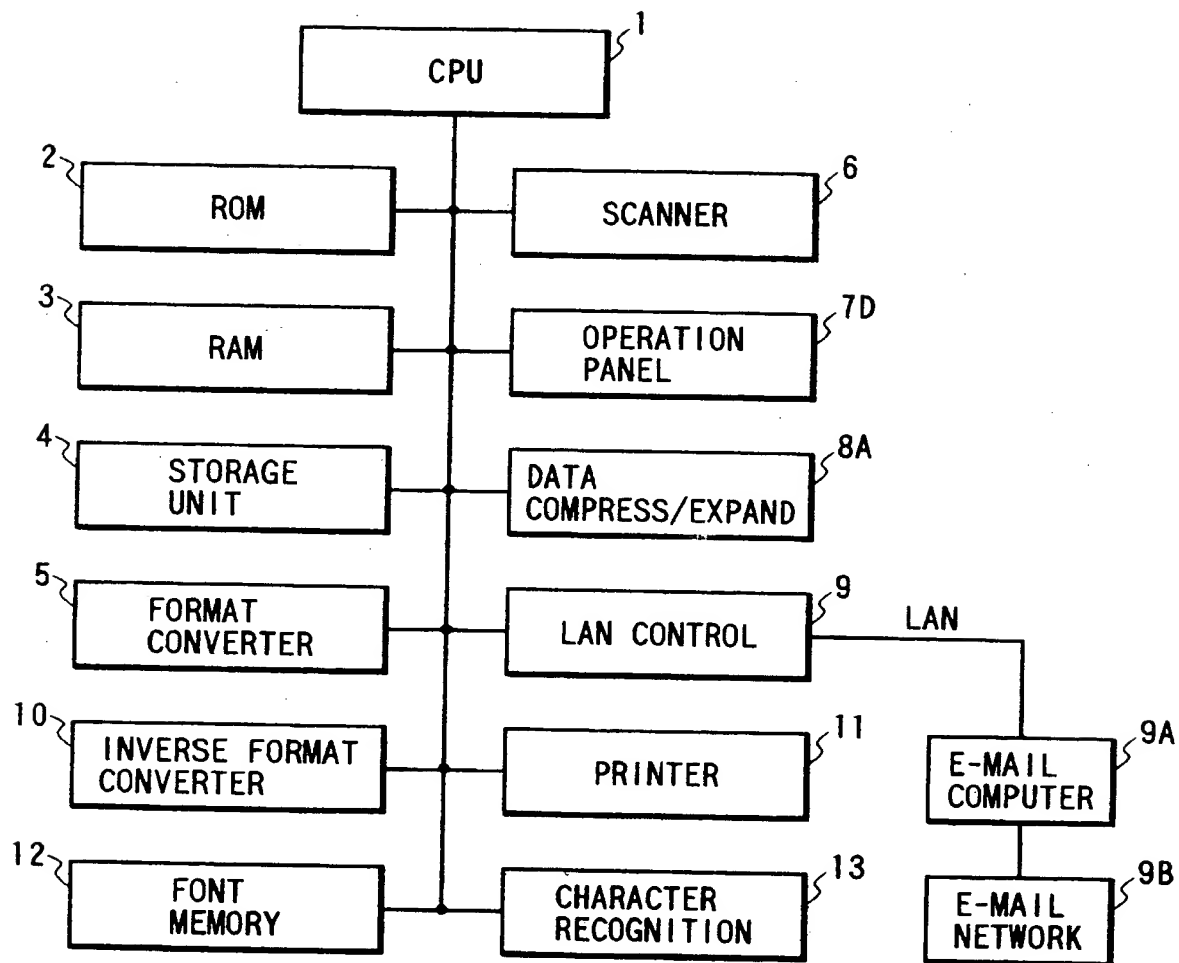 1
CPU
2
ROM
6
SCANNER
3
RAM
7D
OPERATION
PANEL
4
STORAGE
UNIT
8A
DATA
COMPRESS/EXPAND
5
FORMAT
CONVERTER
9
LAN CONTROL
LAN
10
INVERSE FORMAT
CONVERTER
11
PRINTER
9A
E-MAIL
COMPUTER
12
FONT
MEMORY
13
CHARACTER
RECOGNITION
9B
E-MAIL
NETWORK